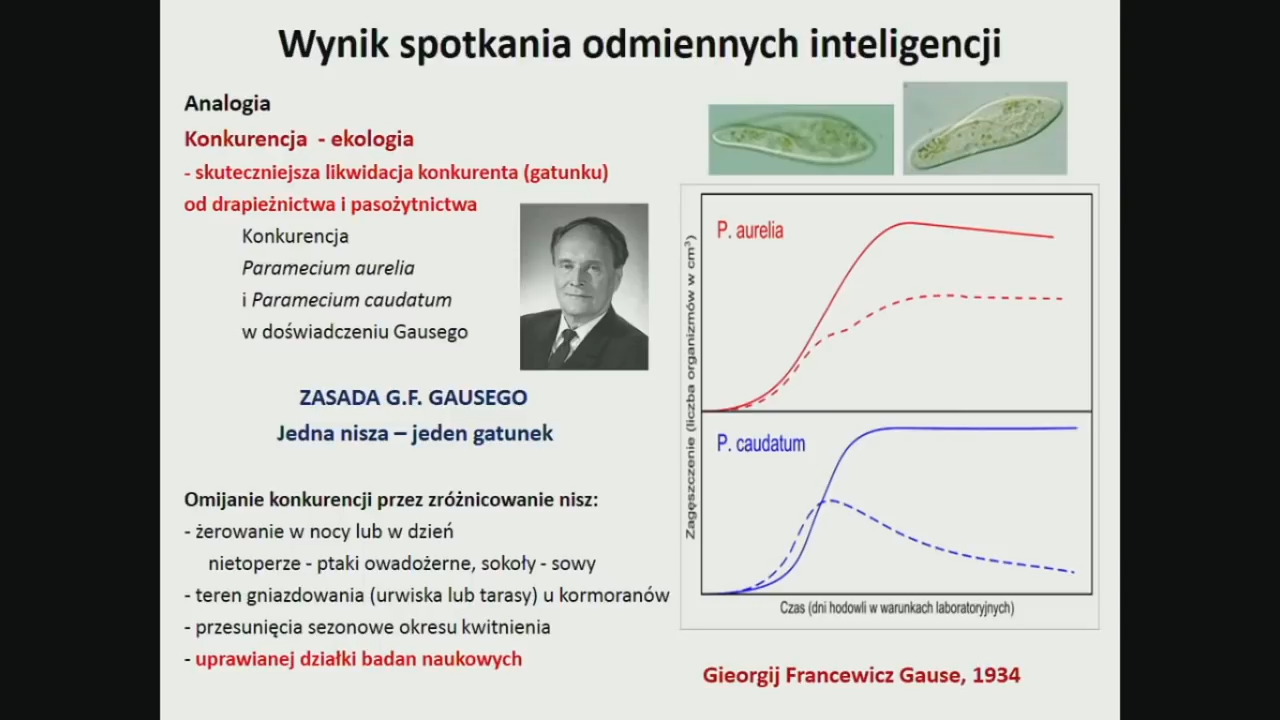 Wynik spotkania odmiennych inteligencji
Analogia
Konkurencja - ekologia
- skuteczniejsza likwidacja konkurenta (gatunku)
od drapieżnictwa i pasożytnictwa
Konkurencja
Paramecium aurelia
i Paramecium caudatum
w doświadczeniu Gausego
ZASADA G.F. GAUSEGO
Jedna nisza – jeden gatunek
Omijanie konkurencji przez zróżnicowanie nisz:
- żerowanie w nocy lub w dzień
nietoperze - ptaki owadożerne, sokoły - sowy
- teren gniazdowania (urwiska lub tarasy) u kormoranów
- przesunięcia sezonowe okresu kwitnienia
- uprawianej działki badan naukowych
P. aurelia
P. caudatum
Zagęszczenie (liczba organizmów w cm³)
Czas (dni hodowli w warunkach laboratoryjnych)
Gieorgij Francewicz Gause, 1934